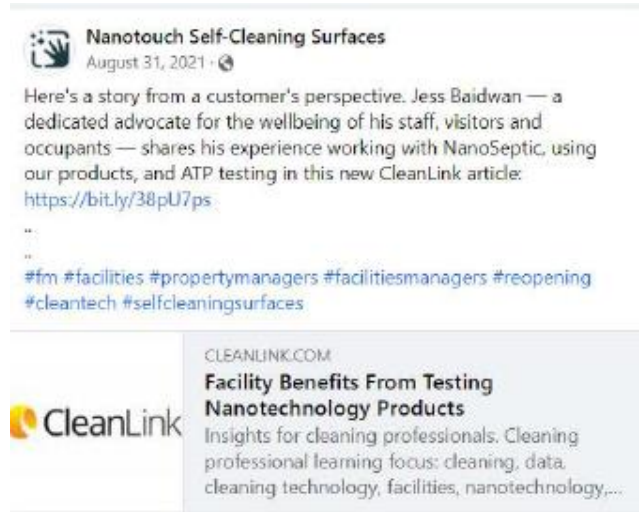 Nanotouch Self-Cleaning Surfaces
August 31, 2021 ·
Here's a story from a customer's perspective. Jess Baidwan — a
dedicated advocate for the wellbeing of his staff, visitors and
occupants — shares his experience working with NanoSeptic, using
our products, and ATP testing in this new CleanLink article:
https://bit.ly/38pU7ps
..
..
#fm #facilities #propertymanagers #facilitiesmanagers #reopening
#cleantech #selfcleaningsurfaces
CleanLink
CLEANLINK.COM
Facility Benefits From Testing
Nanotechnology Products
Insights for cleaning professionals. Cleaning
professional learning focus: cleaning, data,
cleaning technology, facilities, nanotechnology,...